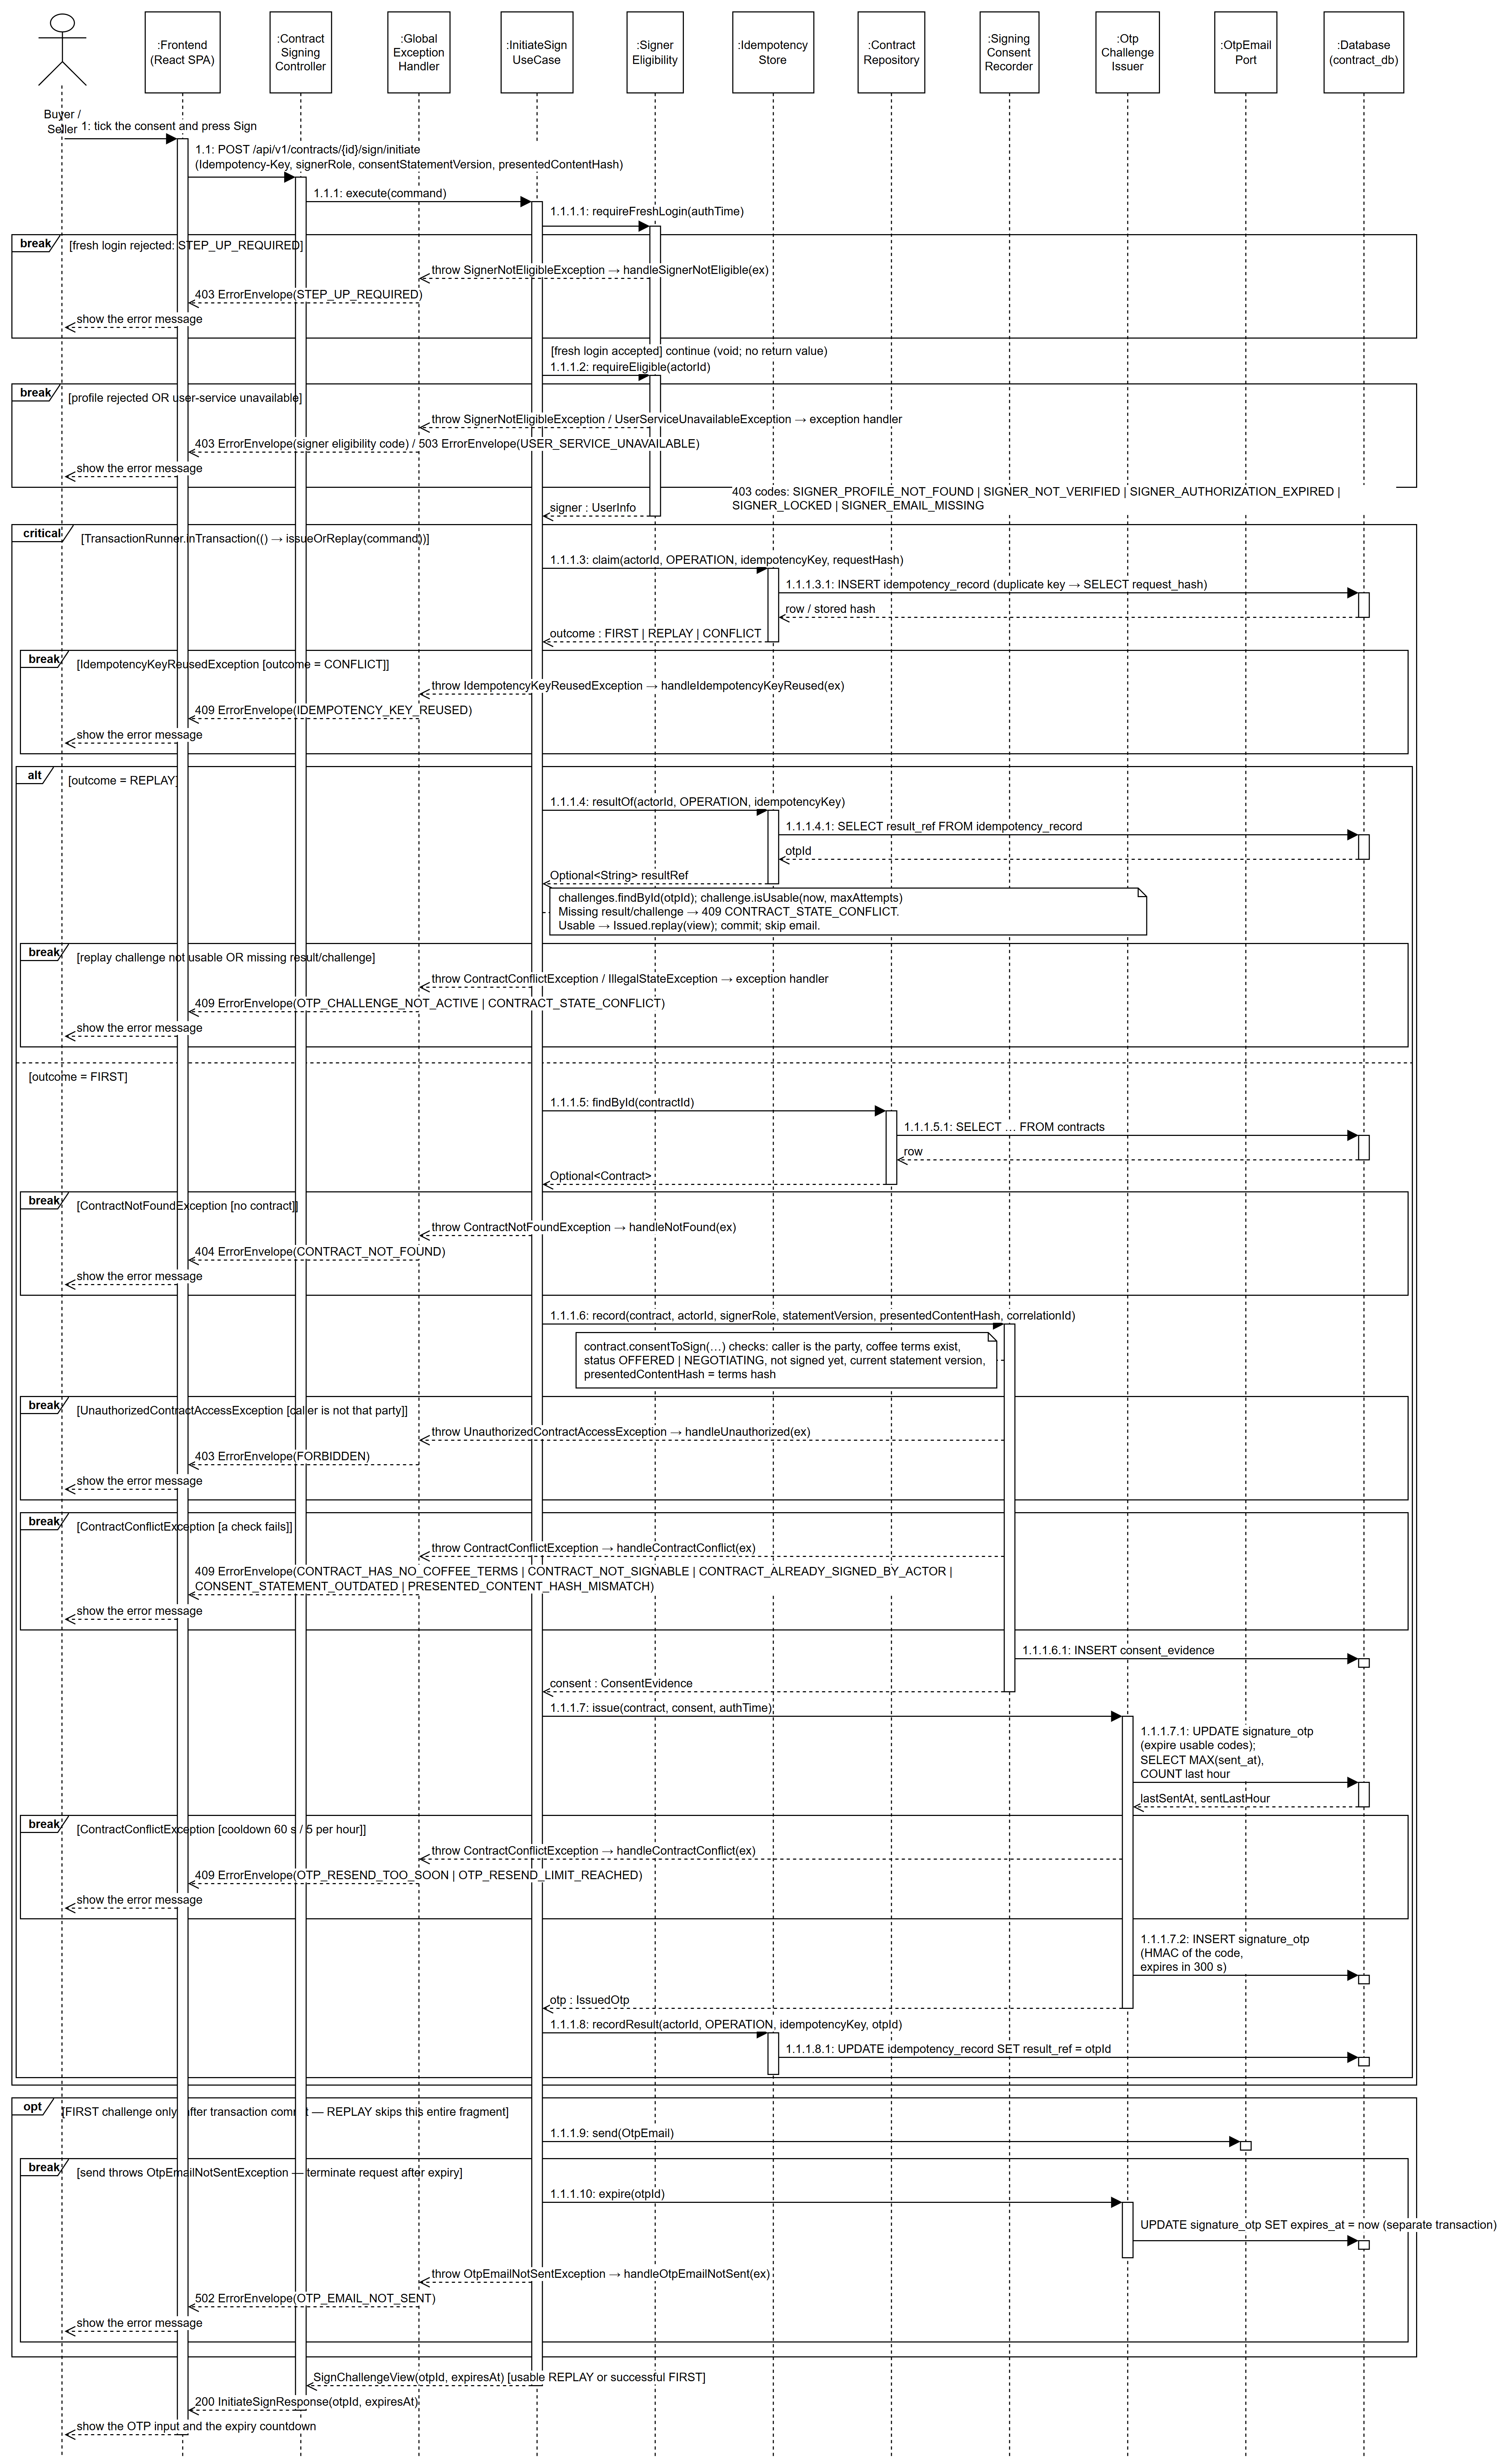 :Frontend
(React SPA)
:Contract
Signing
Controller
:Global
Exception
Handler
:InitiateSign
UseCase
:Signer
Eligibility
:Idempotency
Store
:Contract
Repository
:Signing
Consent
Recorder
:Otp
Challenge
Issuer
:OtpEmail
Port
:Database
(contract_db)
Buyer /
Seller
1: tick the consent and press Sign
1.1: POST /api/v1/contracts/{id}/sign/initiate
(Idempotency-Key, signerRole, consentStatementVersion, presentedContentHash)
1.1.1: execute(command)
1.1.1.1: requireFreshLogin(authTime)
break
[fresh login rejected: STEP_UP_REQUIRED]
throw SignerNotEligibleException → handleSignerNotEligible(ex)
403 ErrorEnvelope(STEP_UP_REQUIRED)
show the error message
[fresh login accepted] continue (void; no return value)
1.1.1.2: requireEligible(actorId)
break
[profile rejected OR user-service unavailable]
throw SignerNotEligibleException / UserServiceUnavailableException → exception handler
403 ErrorEnvelope(signer eligibility code) / 503 ErrorEnvelope(USER_SERVICE_UNAVAILABLE)
show the error message
403 codes: SIGNER_PROFILE_NOT_FOUND | SIGNER_NOT_VERIFIED | SIGNER_AUTHORIZATION_EXPIRED |
SIGNER_LOCKED | SIGNER_EMAIL_MISSING
signer : UserInfo
critical
[TransactionRunner.inTransaction(() → issueOrReplay(command))]
1.1.1.3: claim(actorId, OPERATION, idempotencyKey, requestHash)
1.1.1.3.1: INSERT idempotency_record (duplicate key → SELECT request_hash)
row / stored hash
outcome : FIRST | REPLAY | CONFLICT
break
[IdempotencyKeyReusedException [outcome = CONFLICT]]
throw IdempotencyKeyReusedException → handleIdempotencyKeyReused(ex)
409 ErrorEnvelope(IDEMPOTENCY_KEY_REUSED)
show the error message
alt
[outcome = REPLAY]
1.1.1.4: resultOf(actorId, OPERATION, idempotencyKey)
1.1.1.4.1: SELECT result_ref FROM idempotency_record
otpId
Optional<String> resultRef
challenges.findById(otpId); challenge.isUsable(now, maxAttempts)
Missing result/challenge → 409 CONTRACT_STATE_CONFLICT.
Usable → Issued.replay(view); commit; skip email.
break
[replay challenge not usable OR missing result/challenge]
throw ContractConflictException / IllegalStateException → exception handler
409 ErrorEnvelope(OTP_CHALLENGE_NOT_ACTIVE | CONTRACT_STATE_CONFLICT)
show the error message
[outcome = FIRST]
1.1.1.5: findById(contractId)
1.1.1.5.1: SELECT … FROM contracts
row
Optional<Contract>
break
[ContractNotFoundException [no contract]]
throw ContractNotFoundException → handleNotFound(ex)
404 ErrorEnvelope(CONTRACT_NOT_FOUND)
show the error message
1.1.1.6: record(contract, actorId, signerRole, statementVersion, presentedContentHash, correlationId)
contract.consentToSign(…) checks: caller is the party, coffee terms exist,
status OFFERED | NEGOTIATING, not signed yet, current statement version,
presentedContentHash = terms hash
break
[UnauthorizedContractAccessException [caller is not that party]]
throw UnauthorizedContractAccessException → handleUnauthorized(ex)
403 ErrorEnvelope(FORBIDDEN)
show the error message
break
[ContractConflictException [a check fails]]
throw ContractConflictException → handleContractConflict(ex)
409 ErrorEnvelope(CONTRACT_HAS_NO_COFFEE_TERMS | CONTRACT_NOT_SIGNABLE | CONTRACT_ALREADY_SIGNED_BY_ACTOR |
CONSENT_STATEMENT_OUTDATED | PRESENTED_CONTENT_HASH_MISMATCH)
show the error message
1.1.1.6.1: INSERT consent_evidence
consent : ConsentEvidence
1.1.1.7: issue(contract, consent, authTime)
1.1.1.7.1: UPDATE signature_otp
(expire usable codes);
SELECT MAX(sent_at),
COUNT last hour
lastSentAt, sentLastHour
break
[ContractConflictException [cooldown 60 s / 5 per hour]]
throw ContractConflictException → handleContractConflict(ex)
409 ErrorEnvelope(OTP_RESEND_TOO_SOON | OTP_RESEND_LIMIT_REACHED)
show the error message
1.1.1.7.2: INSERT signature_otp
(HMAC of the code,
expires in 300 s)
otp : IssuedOtp
1.1.1.8: recordResult(actorId, OPERATION, idempotencyKey, otpId)
1.1.1.8.1: UPDATE idempotency_record SET result_ref = otpId
opt
[FIRST challenge only, after transaction commit — REPLAY skips this entire fragment]
1.1.1.9: send(OtpEmail)
break
[send throws OtpEmailNotSentException — terminate request after expiry]
1.1.1.10: expire(otpId)
UPDATE signature_otp SET expires_at = now (separate transaction)
throw OtpEmailNotSentException → handleOtpEmailNotSent(ex)
502 ErrorEnvelope(OTP_EMAIL_NOT_SENT)
show the error message
SignChallengeView(otpId, expiresAt) [usable REPLAY or successful FIRST]
200 InitiateSignResponse(otpId, expiresAt)
show the OTP input and the expiry countdown